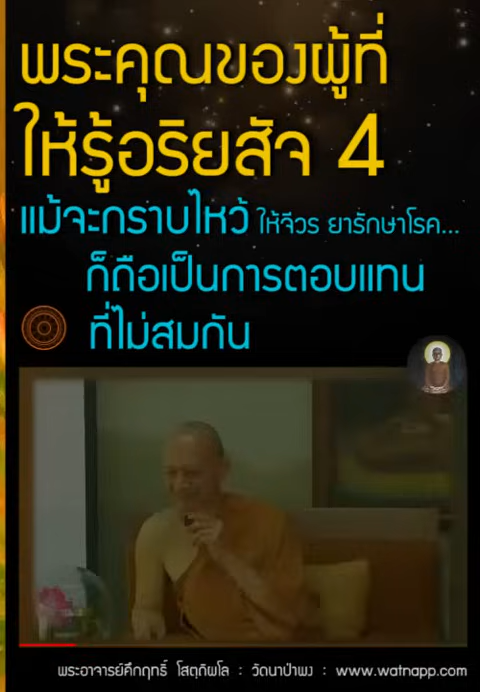 พระคุณของผู้ที่
ให้รู้อริยสัจ 4
แม้จะกราบไหว้ ให้จีวร ยารักษาโรค...
ก็ถือเป็นการตอบแทน
ที่ไม่สมกัน
พระอาจารย์คึกฤทธิ์ โสตฺถิผโล : วัดนาป่าพง : www.watnapp.com